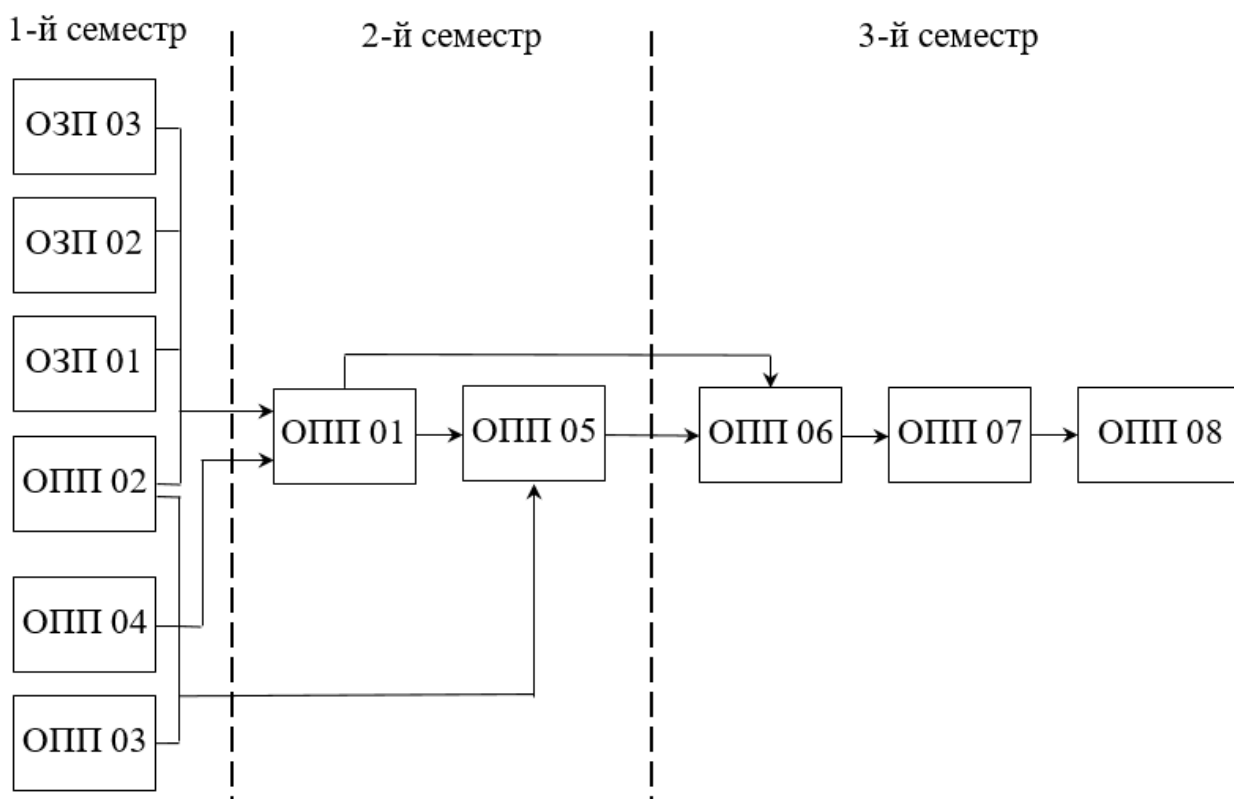 1-й семестр
2-й семестр
3-й семестр
ОЗП 03
ОЗП 02
ОЗП 01
ОПП 02
ОПП 04
ОПП 03
ОПП 01
ОПП 05
ОПП 06
ОПП 07
ОПП 08